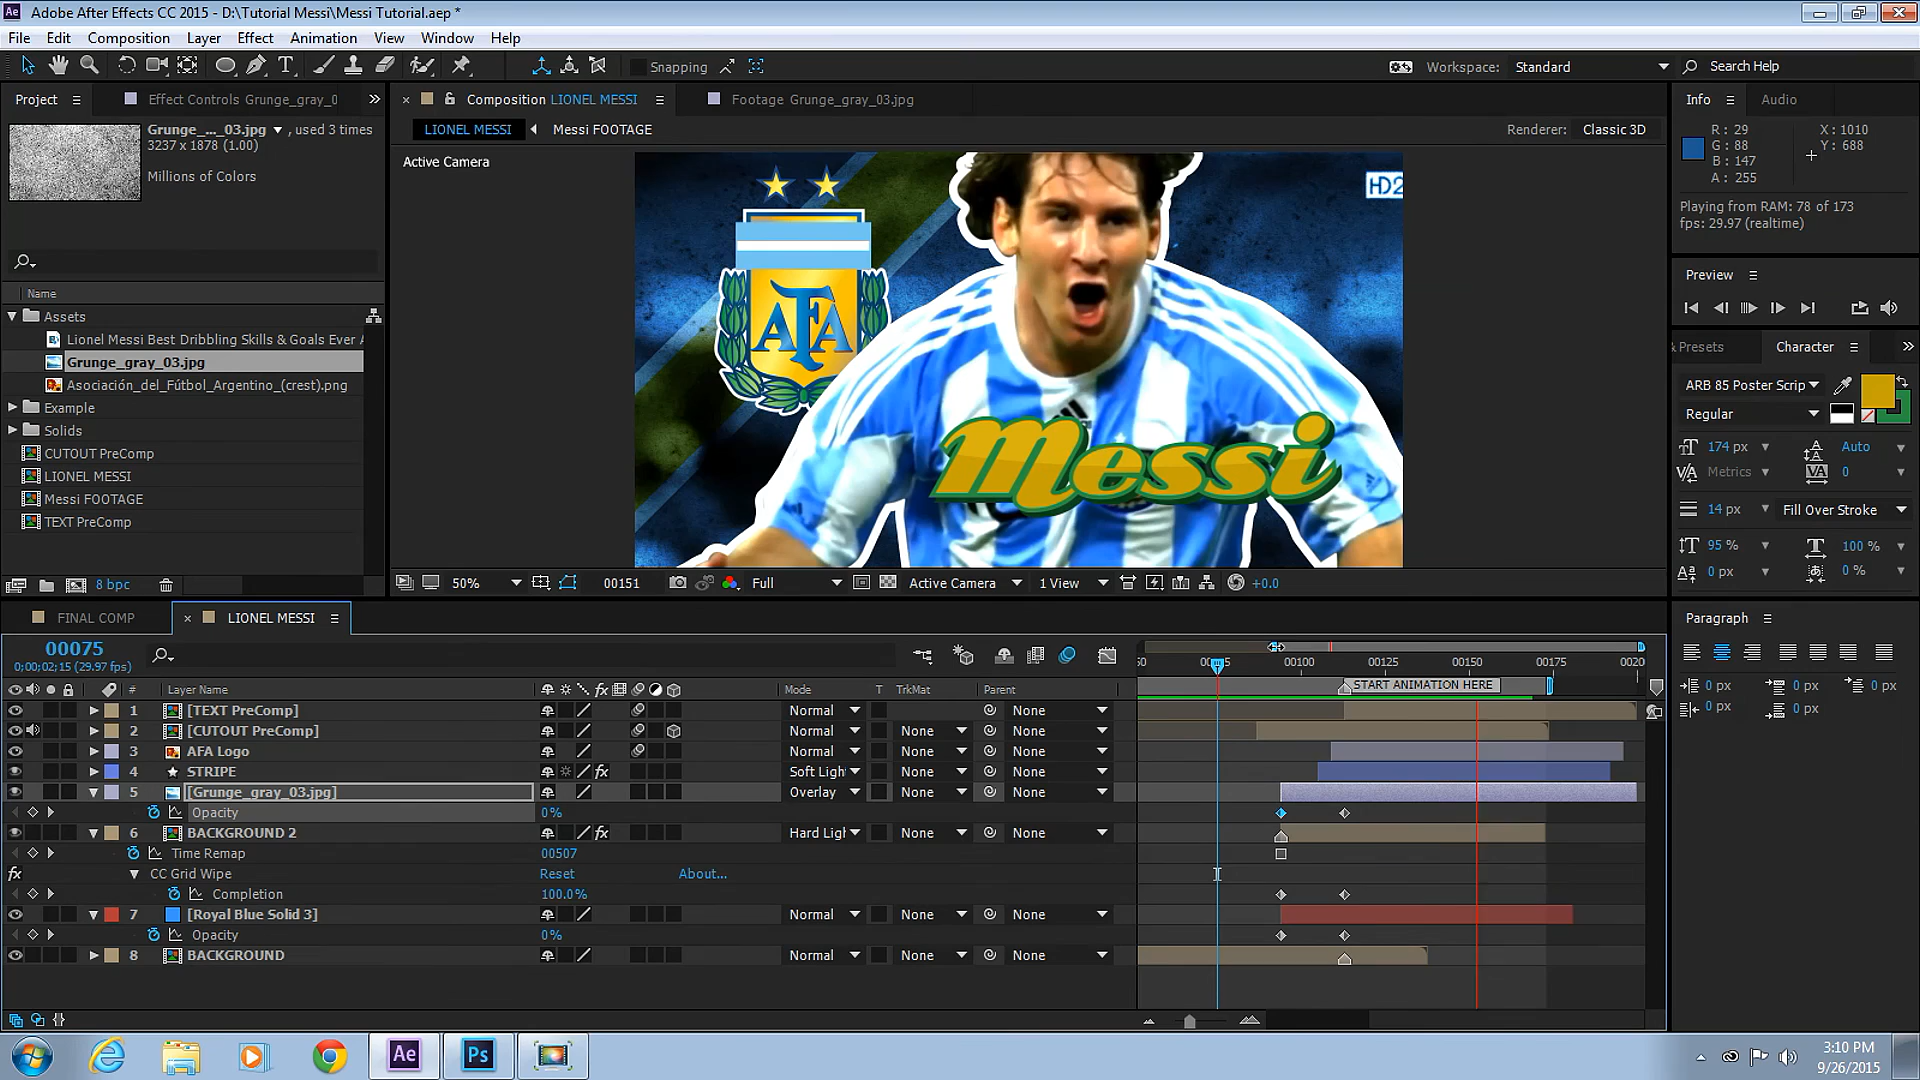 Adobe After Effects CC 2015 - D:\Tutorial Messi\Messi Tutorial.aep *
File Edit Composition Layer Effect Animation View Window Help
Snapping
Workspace: Standard
Search Help
Project
Effect Controls Grunge_gray_0
Composition LIONEL MESSI
Footage Grunge_gray_03.jpg
Info
Audio
Grunge_..._03.jpg , used 3 times
3237 x 1878 (1.00)
Millions of Colors
LIONEL MESSI
Messi FOOTAGE
Renderer: Classic 3D
Active Camera
HD2
AFA
Messi
R: 29
G: 88
B: 147
A: 255
X: 1010
Y: 688
Playing from RAM: 78 of 173
fps: 29.97 (realtime)
Preview
Name
Assets
Lionel Messi Best Dribbling Skills & Goals Ever
Grunge_gray_03.jpg
Asociación_del_Fútbol_Argentino_(crest).png
Example
Solids
CUTOUT PreComp
LIONEL MESSI
Messi FOOTAGE
TEXT PreComp
8 bpc
& Presets
Character
ARB 85 Poster Scrip
Regular
174 px
Auto
Metrics
0
14 px
Fill Over Stroke
95 %
100 %
0 px
0 %
50%
00151
Full
Active Camera
1 View
+0.0
FINAL COMP
LIONEL MESSI
Paragraph
0 px 0 px 0 px
0 px 0 px
00075
0;00;02;15 (29.97 fps)
50 00075 00100 00125 00150 00175 0020
START ANIMATION HERE
# Layer Name Mode T TrkMat Parent
1 [TEXT PreComp] Normal None
2 [CUTOUT PreComp] Normal None None
3 AFA Logo Normal None None
4 STRIPE Soft Ligh None None
5 [Grunge_gray_03.jpg] Overlay None None
Opacity 0%
6 BACKGROUND 2 Hard Ligh None None
Time Remap 00507
fx CC Grid Wipe Reset About...
Completion 100.0%
7 [Royal Blue Solid 3] Normal None None
Opacity 0%
8 BACKGROUND Normal None None
Ae
Ps
3:10 PM
9/26/2015